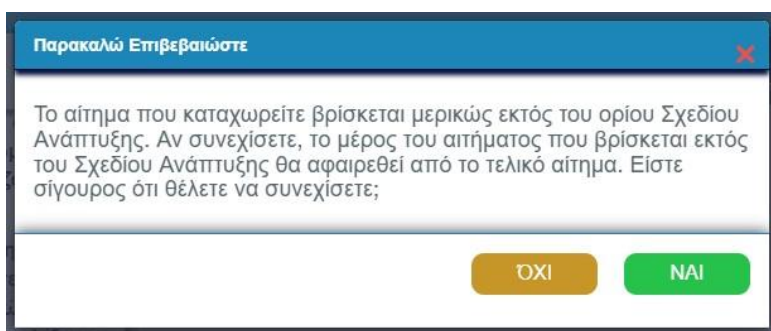 Παρακαλώ Επιβεβαιώστε
Το αίτημα που καταχωρείτε βρίσκεται μερικώς εκτός του ορίου Σχεδίου
Ανάπτυξης. Αν συνεχίσετε, το μέρος του αιτήματος που βρίσκεται εκτός
του Σχεδίου Ανάπτυξης θα αφαιρεθεί από το τελικό αίτημα. Είστε
σίγουρος ότι θέλετε να συνεχίσετε;
ΌΧΙ
ΝΑΙ